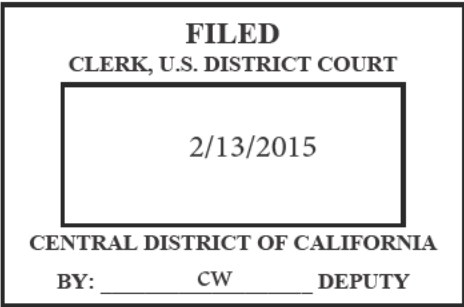 FILED
CLERK, U.S. DISTRICT COURT
2/13/2015
CENTRAL DISTRICT OF CALIFORNIA
BY: CW DEPUTY